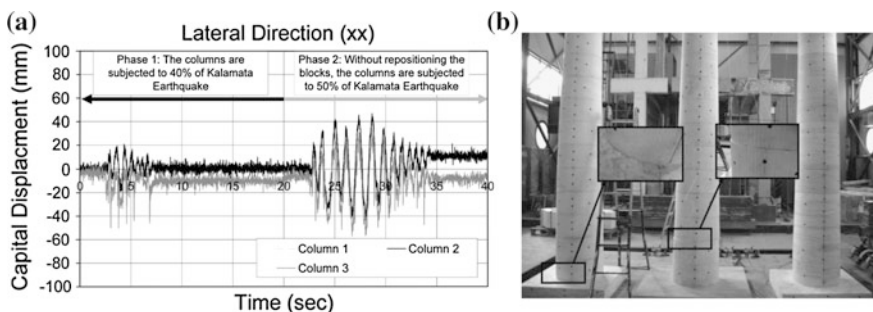 (a)
Lateral Direction (xx)
Capital Displacment (mm)
100
80
60
40
20
0
-20
-40
-60
-80
-100
Phase 1: The columns are
subjected to 40% of Kalamata
Earthquake
Phase 2: Without repositioning the
blocks, the columns are subjected
to 50% of Kalamata Earthquake
0
5
10
15
20
25
30
35
40
Column 1
Column 2
Column 3
Time (sec)
(b)